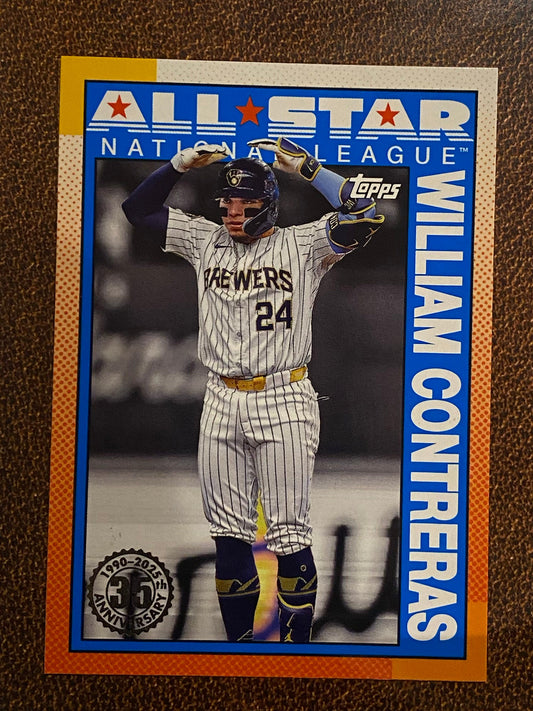 ALL★STAR
NATIONAL LEAGUE™
topps
WILLIAM CONTRERAS
BREWERS
24
1990-2025
35th
ANNIVERSARY